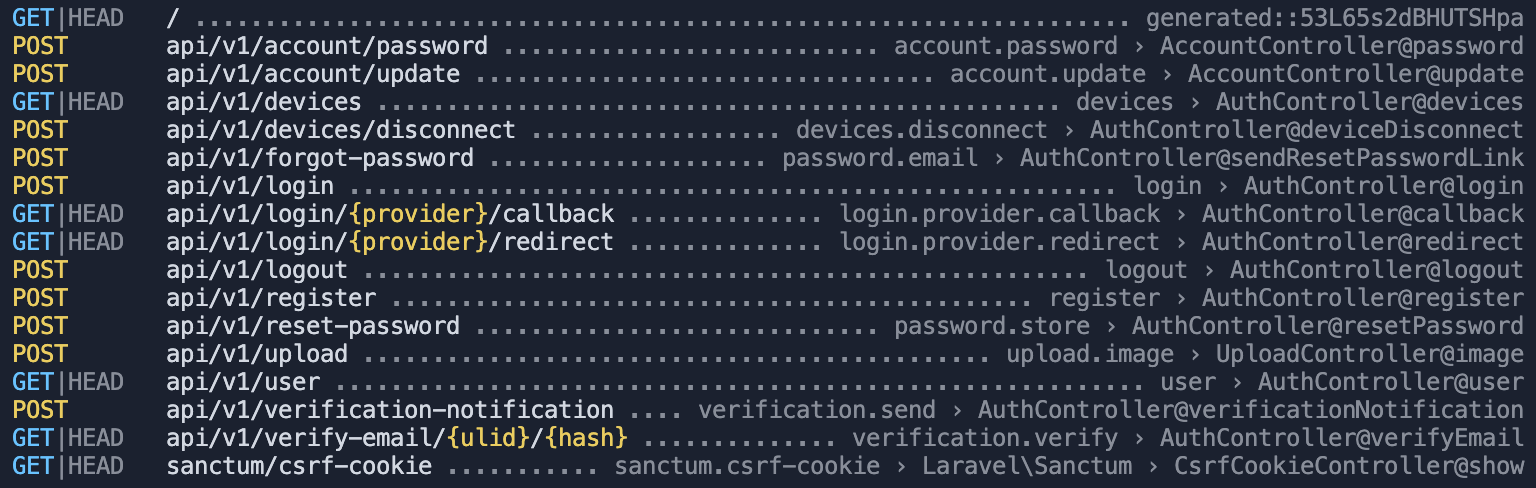 GET|HEAD / ................................................................... generated::53L65s2dBHUTSHpa
POST api/v1/account/password ........................... account.password › AccountController@password
POST api/v1/account/update ................................. account.update › AccountController@update
GET|HEAD api/v1/devices ................................................. devices › AuthController@devices
POST api/v1/devices/disconnect .................. devices.disconnect › AuthController@deviceDisconnect
POST api/v1/forgot-password .................... password.email › AuthController@sendResetPasswordLink
POST api/v1/login ....................................................... login › AuthController@login
GET|HEAD api/v1/login/{provider}/callback .............. login.provider.callback › AuthController@callback
GET|HEAD api/v1/login/{provider}/redirect .............. login.provider.redirect › AuthController@redirect
POST api/v1/logout .................................................... logout › AuthController@logout
POST api/v1/register .............................................. register › AuthController@register
POST api/v1/reset-password ............................. password.store › AuthController@resetPassword
POST api/v1/upload ............................................. upload.image › UploadController@image
GET|HEAD api/v1/user .......................................................... user › AuthController@user
POST api/v1/verification-notification .... verification.send › AuthController@verificationNotification
GET|HEAD api/v1/verify-email/{ulid}/{hash} .............. verification.verify › AuthController@verifyEmail
GET|HEAD sanctum/csrf-cookie ........... sanctum.csrf-cookie › Laravel\Sanctum › CsrfCookieController@show